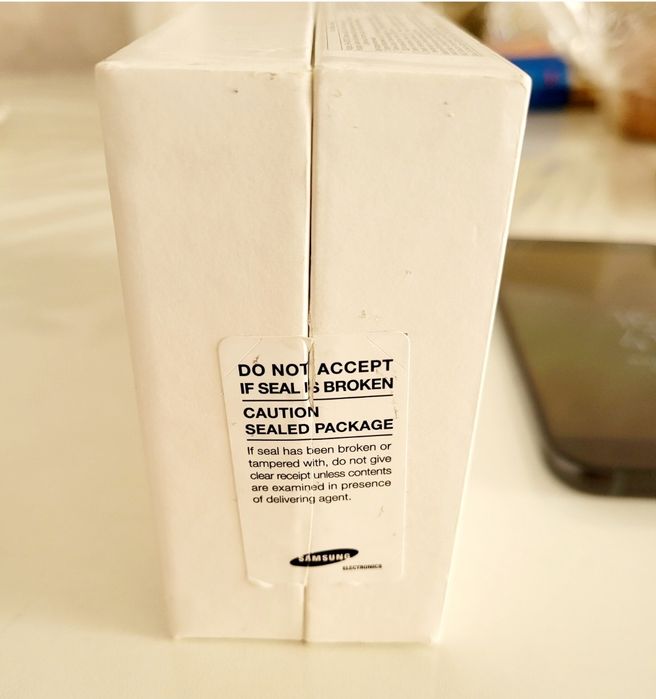 DO NOT ACCEPT
IF SEAL IS BROKEN
CAUTION
SEALED PACKAGE
If seal has been broken or
tampered with, do not give
clear receipt unless contents
are examined in presence
of delivering agent.
SAMSUNG
ELECTRONICS